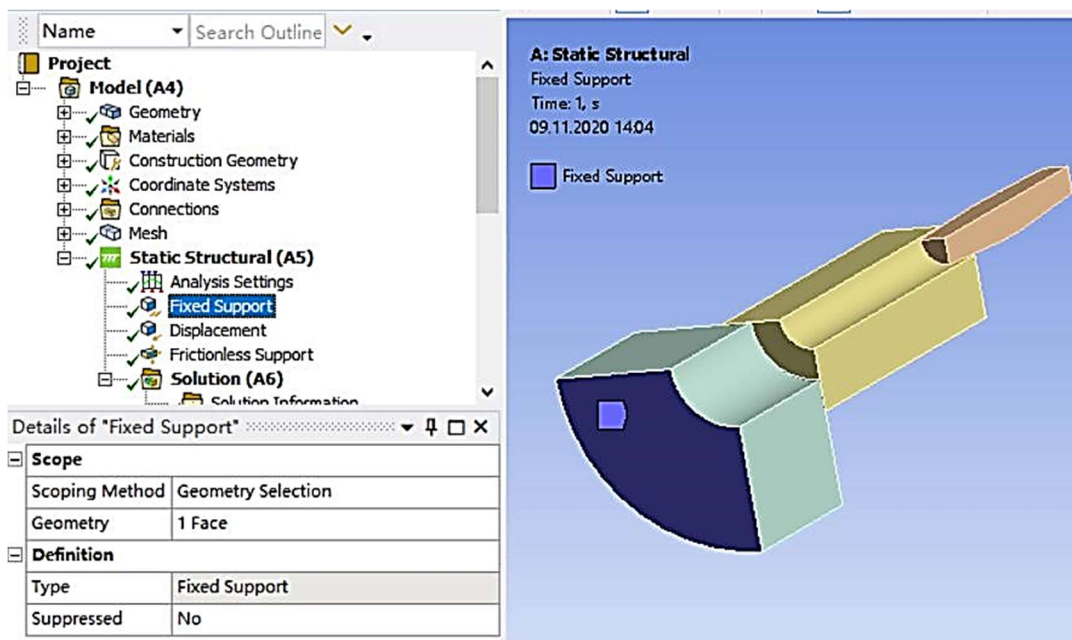 Name
Search Outline
Project
Model (A4)
Geometry
Materials
Construction Geometry
Coordinate Systems
Connections
Mesh
Static Structural (A5)
Analysis Settings
Fixed Support
Displacement
Frictionless Support
Solution (A6)
Solution Information
Details of "Fixed Support"
Scope
Scoping Method Geometry Selection
Geometry 1 Face
Definition
Type Fixed Support
Suppressed No
A: Static Structural
Fixed Support
Time: 1, s
09.11.2020 14:04
Fixed Support